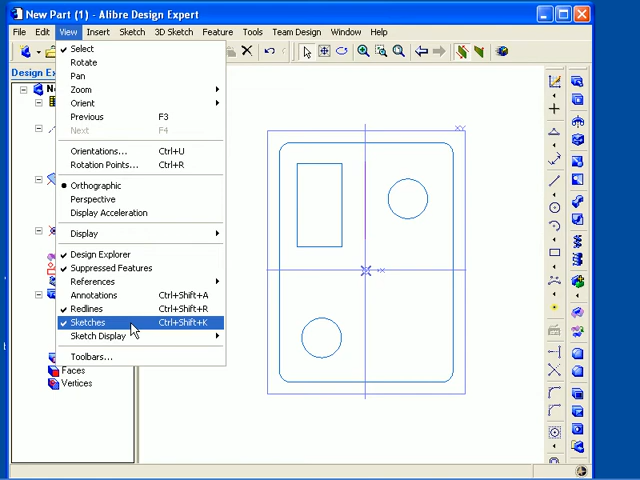 New Part (1) - Alibre Design Expert
File Edit View Insert Sketch 3D Sketch Feature Tools Team Design Window Help
Design Ex
Ne
Select
Rotate
Pan
Zoom
Orient
Previous F3
Next F4
Orientations... Ctrl+U
Rotation Points... Ctrl+R
Orthographic
Perspective
Display Acceleration
Display
Design Explorer
Suppressed Features
References
Annotations Ctrl+Shift+A
Redlines Ctrl+Shift+R
Sketches Ctrl+Shift+K
Sketch Display
Toolbars...
Faces
Vertices
XY